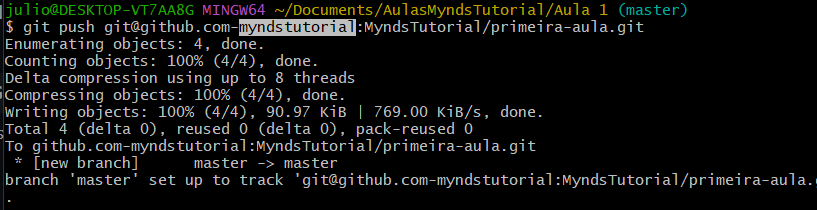 julio@DESKTOP-VT7AA8G MINGW64 ~/Documents/AulasMyndsTutorial/Aula 1 (master)
$ git push git@github.com-myndstutorial:MyndsTutorial/primeira-aula.git
Enumerating objects: 4, done.
Counting objects: 100% (4/4), done.
Delta compression using up to 8 threads
Compressing objects: 100% (4/4), done.
Writing objects: 100% (4/4), 90.97 KiB | 769.00 KiB/s, done.
Total 4 (delta 0), reused 0 (delta 0), pack-reused 0
To github.com-myndstutorial:MyndsTutorial/primeira-aula.git
 * [new branch]      master -> master
branch 'master' set up to track 'git@github.com-myndstutorial:MyndsTutorial/primeira-aula.
.